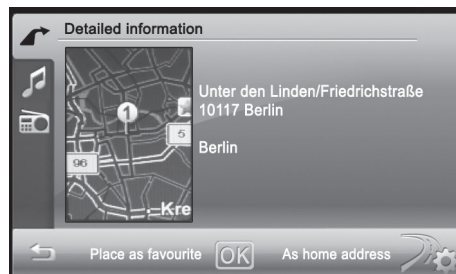 Detailed information
Unter den Linden/Friedrichstraße
10117 Berlin
Berlin
1
5
96
Kre
Place as favourite OK As home address